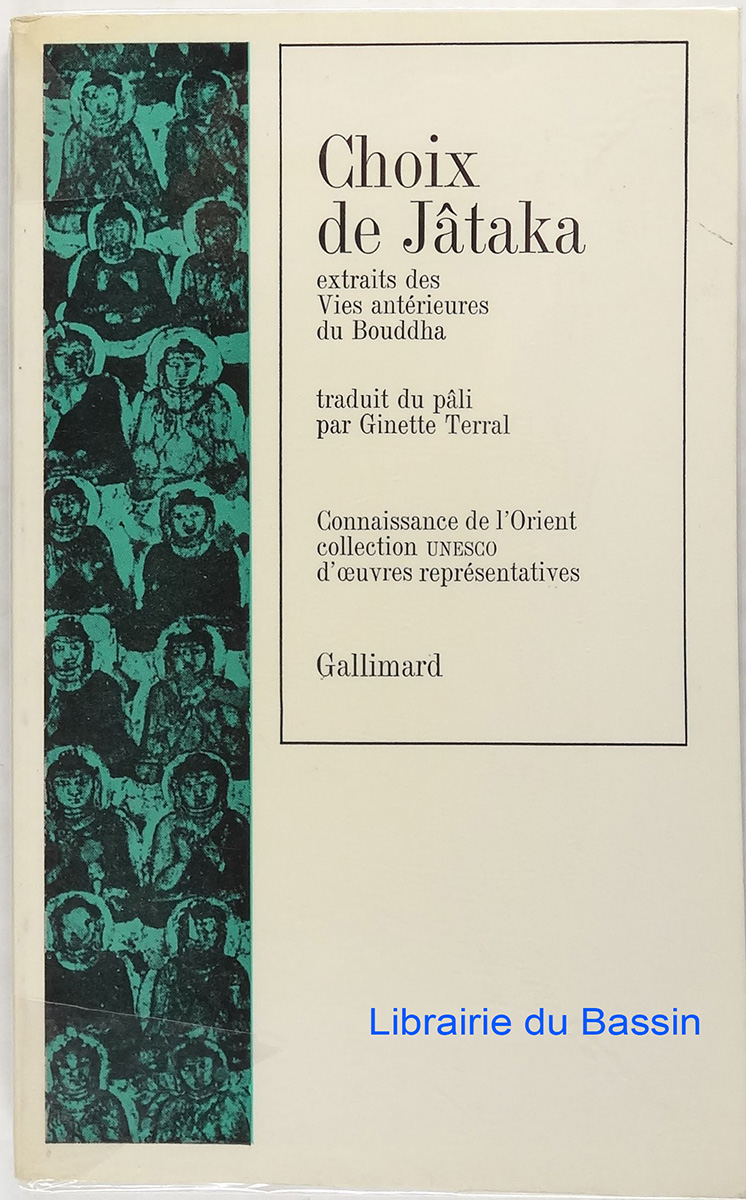 Choix
de Jâtaka
extraits des
Vies antérieures
du Bouddha
traduit du pâli
par Ginette Terral
Connaissance de l'Orient
collection UNESCO
d'œuvres représentatives
Gallimard
Librairie du Bassin